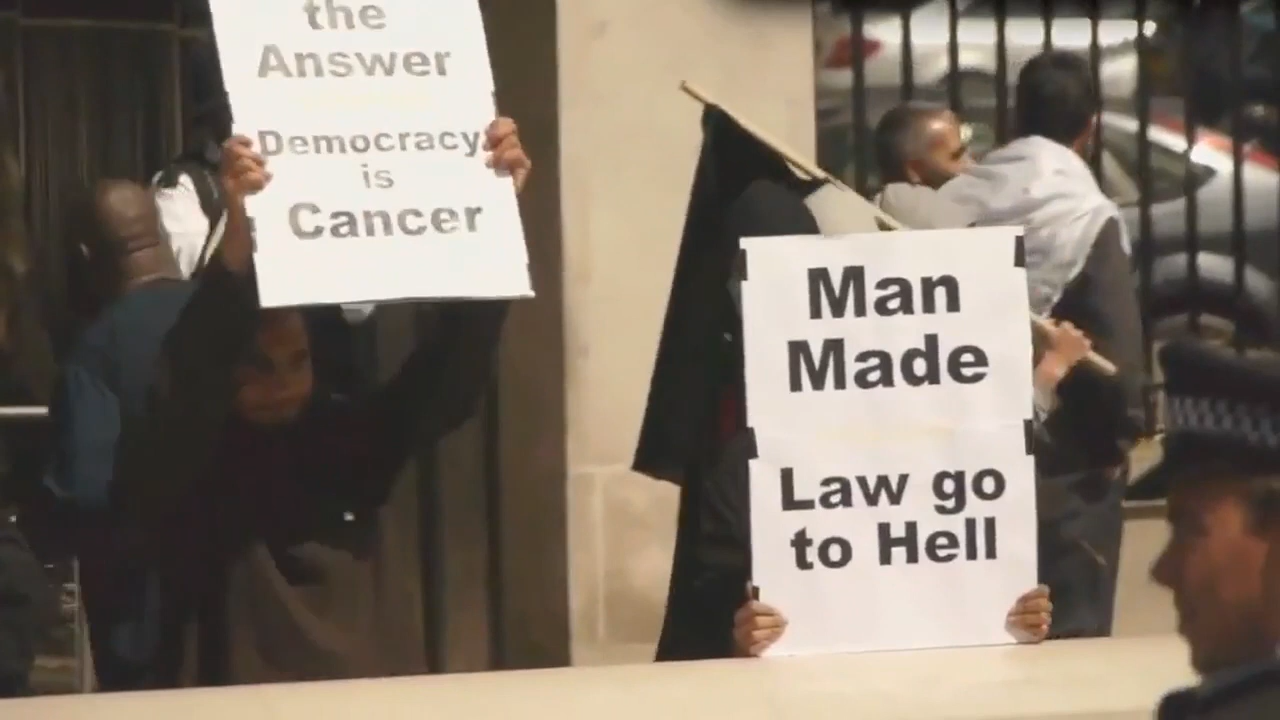 the
Answer
Democracy
is
Cancer
Man
Made
Law go
to Hell